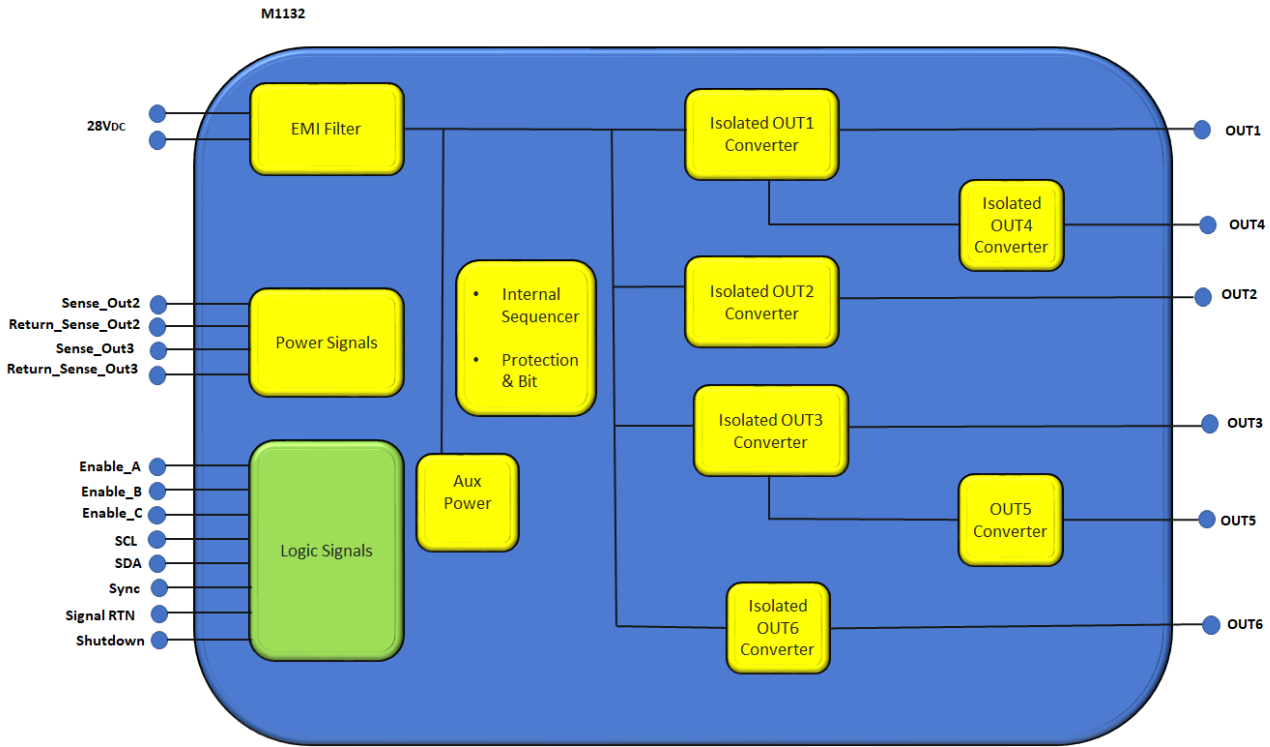 M1132
28VDC
EMI Filter
Isolated OUT1
Converter
OUT1
Isolated
OUT4
Converter
OUT4
Sense_Out2
Return_Sense_Out2
Sense_Out3
Return_Sense_Out3
Power Signals
• Internal
Sequencer
• Protection
& Bit
Isolated OUT2
Converter
OUT2
Isolated OUT3
Converter
OUT3
Enable_A
Enable_B
Enable_C
SCL
SDA
Sync
Signal RTN
Shutdown
Logic Signals
Aux
Power
OUT5
Converter
OUT5
Isolated
OUT6
Converter
OUT6